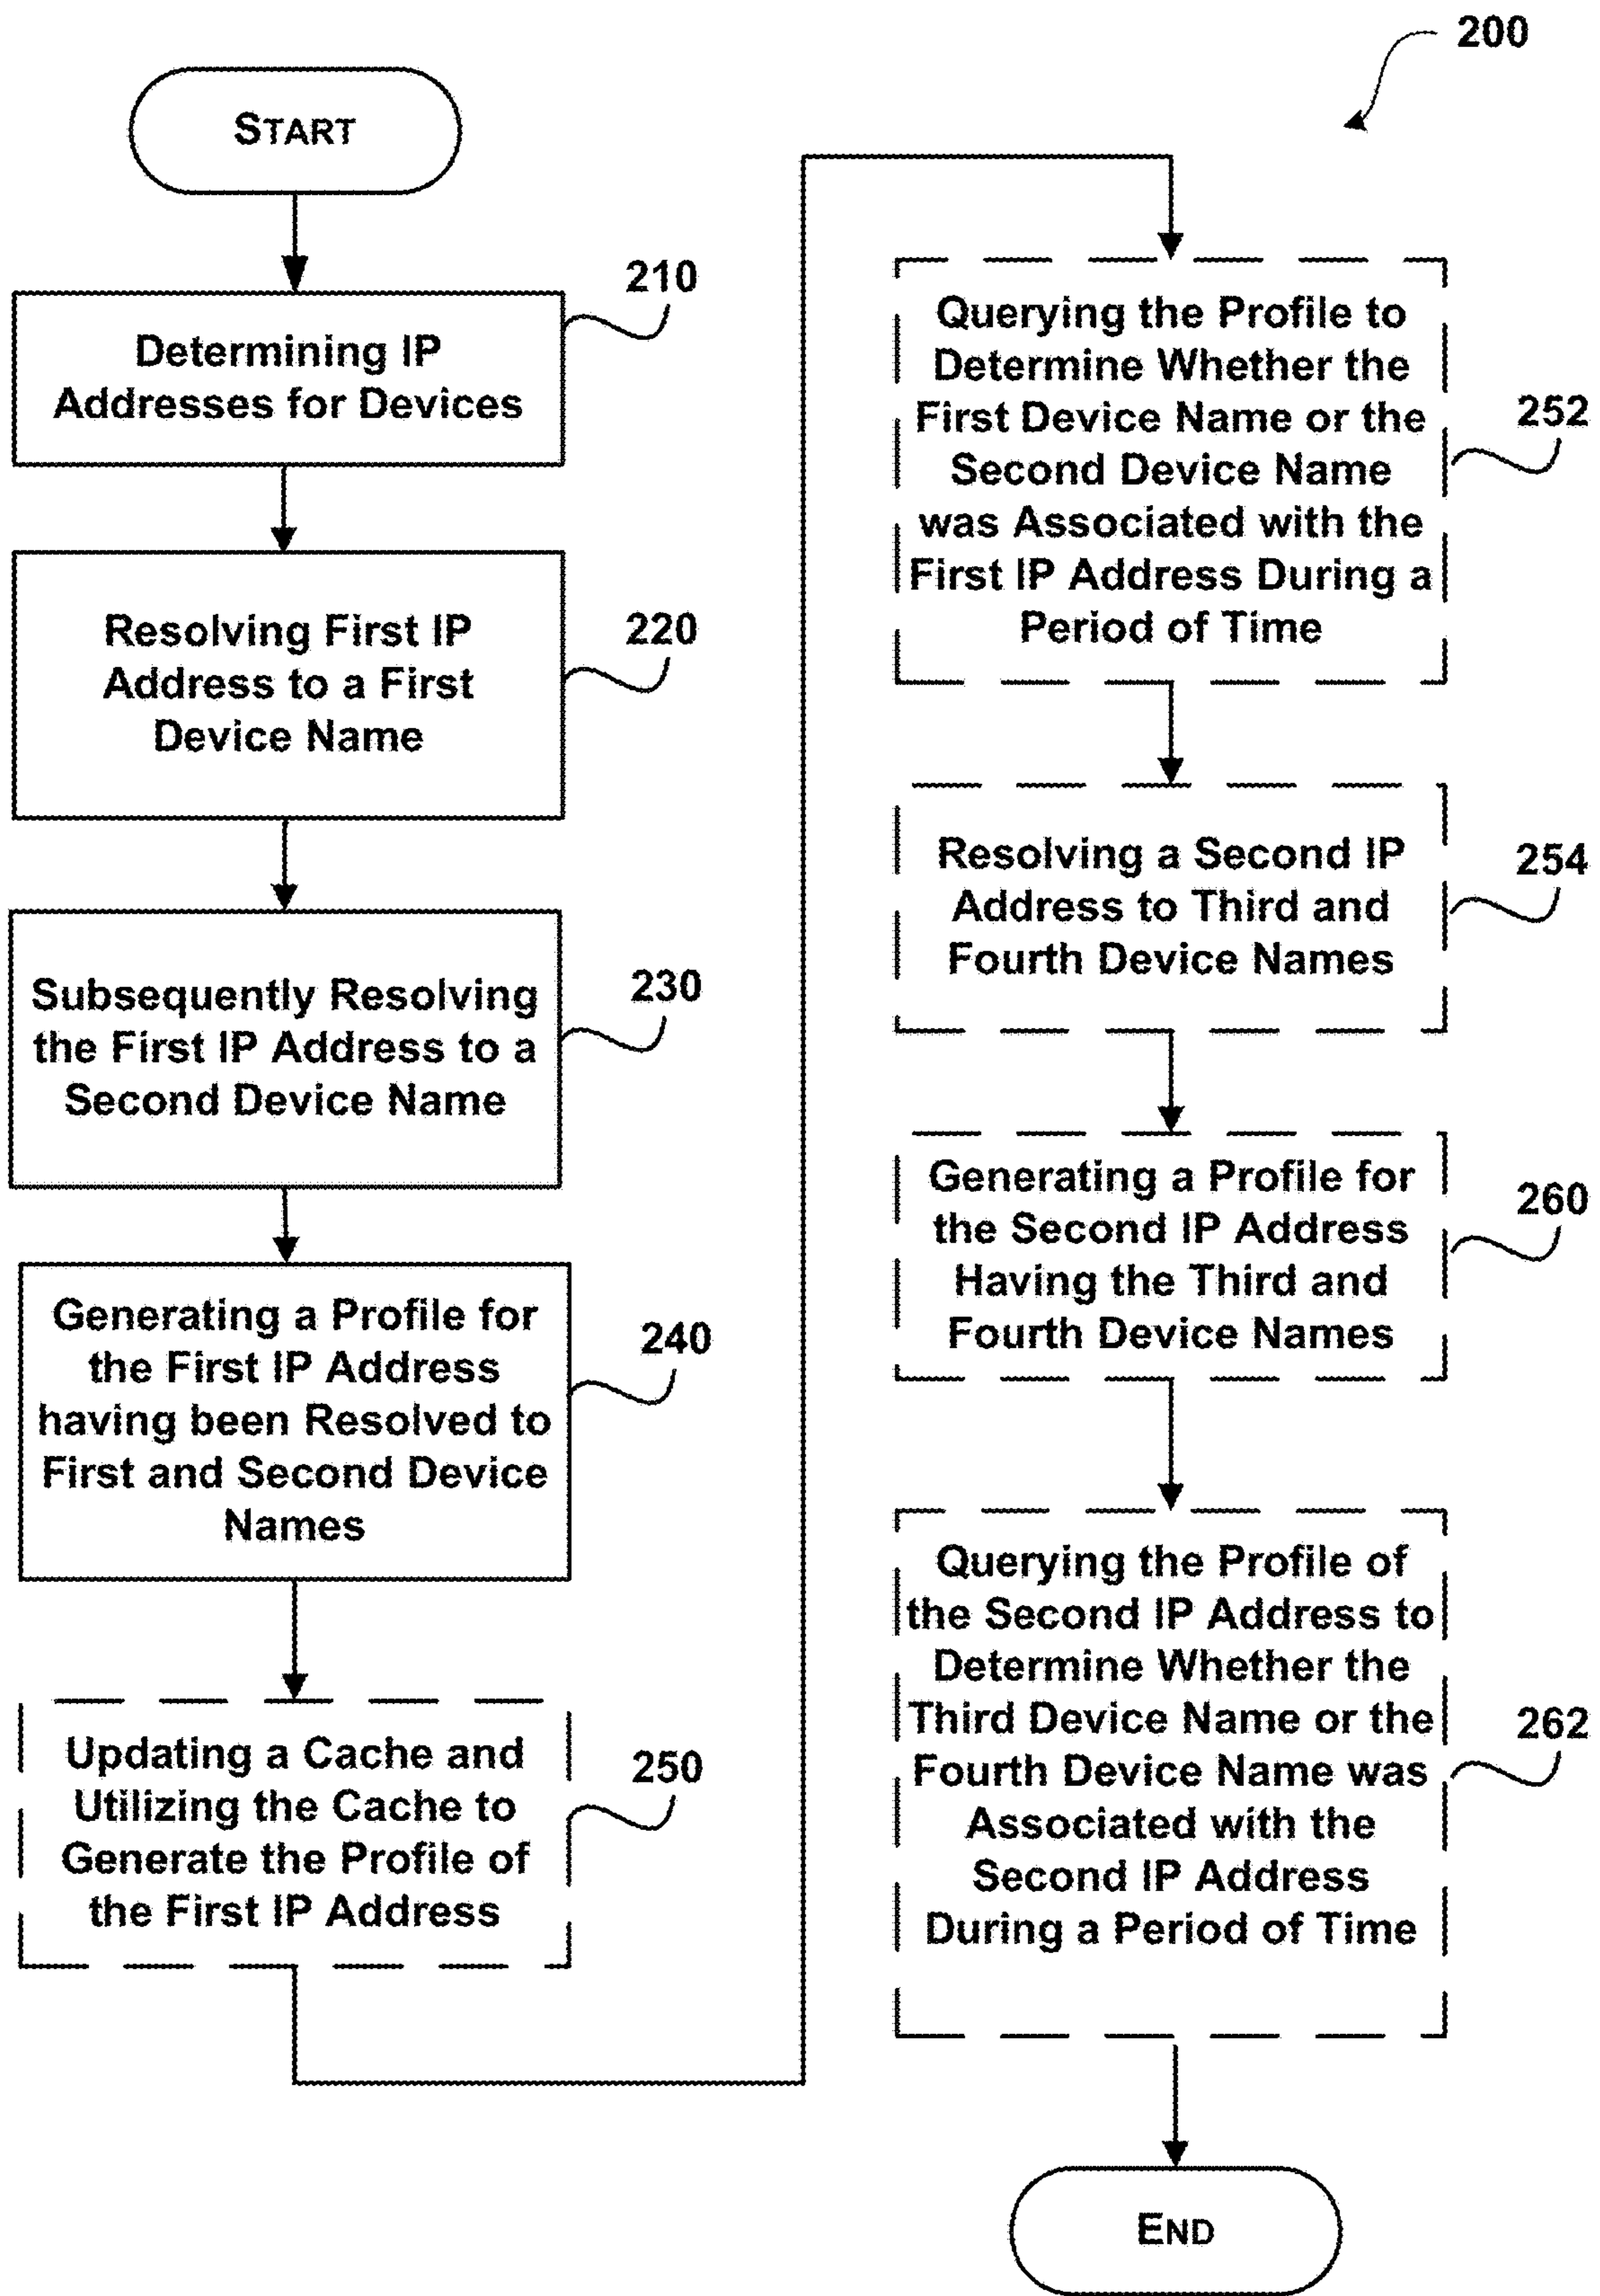 200
START
210
Determining IP
Addresses for Devices
220
Resolving First IP
Address to a First
Device Name
230
Subsequently Resolving
the First IP Address to a
Second Device Name
240
Generating a Profile for
the First IP Address
having been Resolved to
First and Second Device
Names
250
Updating a Cache and
Utilizing the Cache to
Generate the Profile of
the First IP Address
252
Querying the Profile to
Determine Whether the
First Device Name or the
Second Device Name
was Associated with the
First IP Address During a
Period of Time
254
Resolving a Second IP
Address to Third and
Fourth Device Names
260
Generating a Profile for
the Second IP Address
Having the Third and
Fourth Device Names
262
Querying the Profile of
the Second IP Address to
Determine Whether the
Third Device Name or the
Fourth Device Name was
Associated with the
Second IP Address
During a Period of Time
END